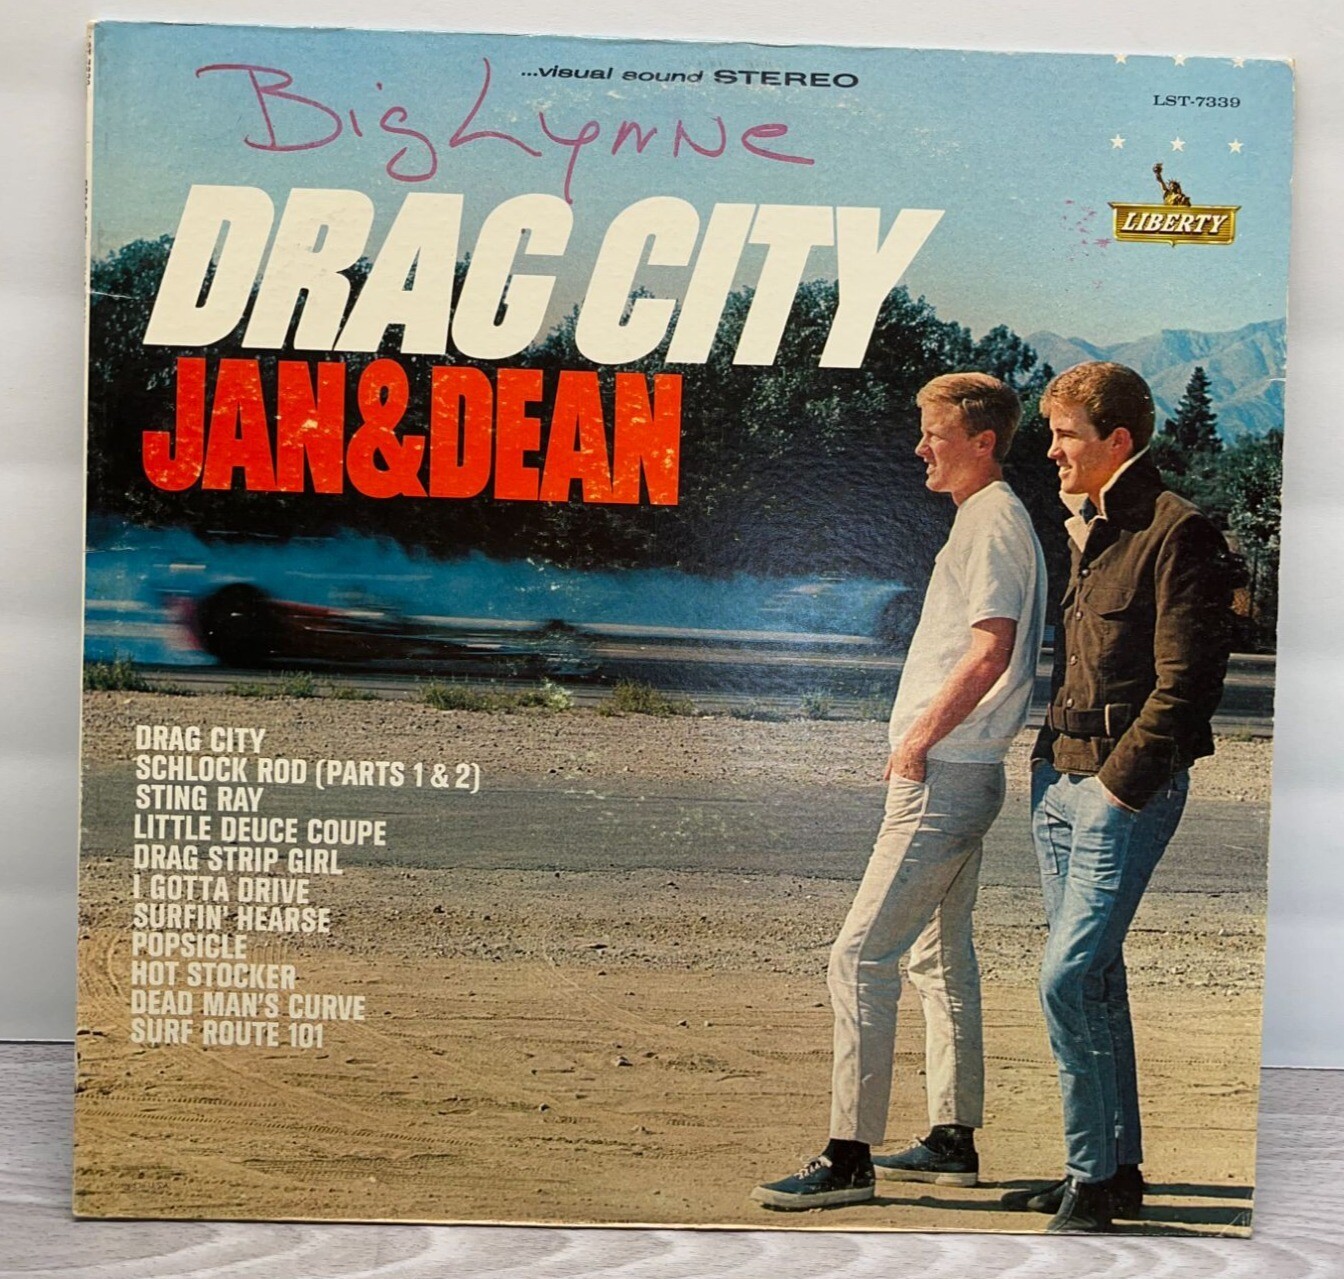 ...visual sound STEREO
LST-7339
Big Lynne
LIBERTY
DRAG CITY
JAN&DEAN
DRAG CITY
SCHLOCK ROD (PARTS 1 & 2)
STING RAY
LITTLE DEUCE COUPE
DRAG STRIP GIRL
I GOTTA DRIVE
SURFIN' HEARSE
POPSICLE
HOT STOCKER
DEAD MAN'S CURVE
SURF ROUTE 101